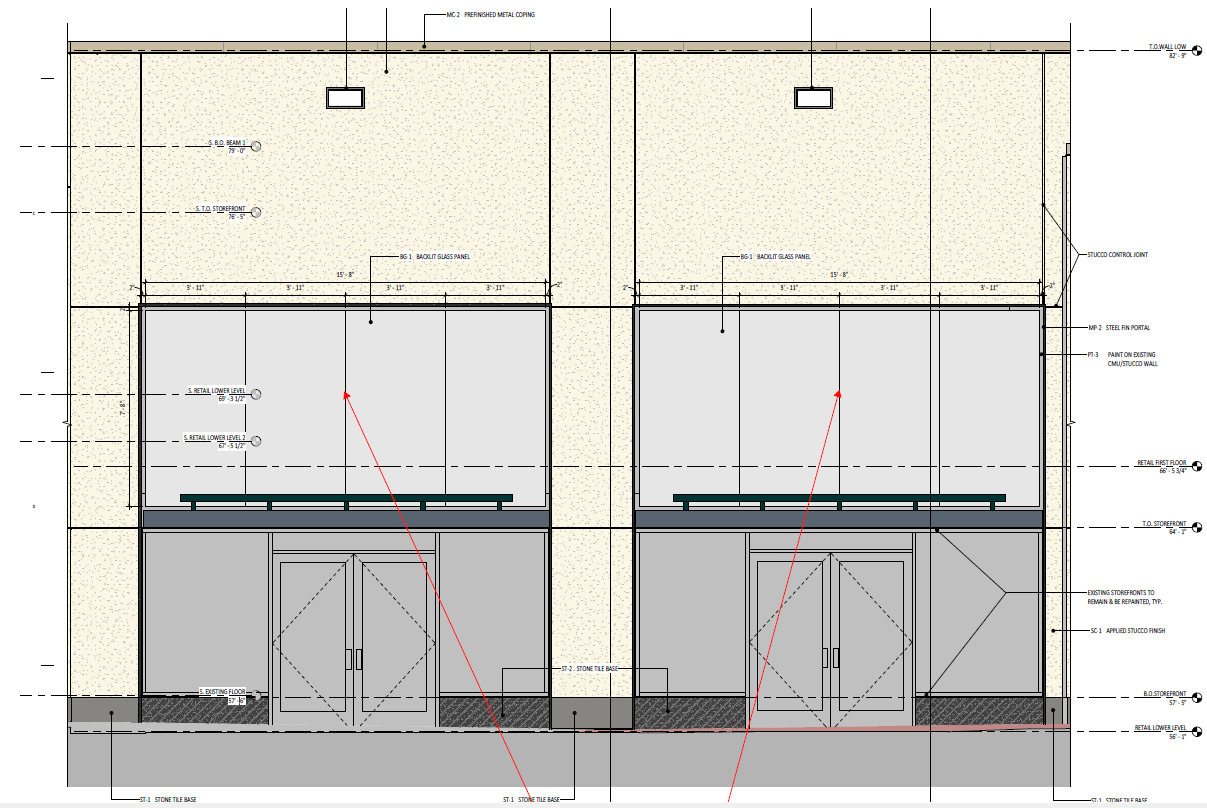 MC-2 PREFINISHED METAL COPING
T.O.WALL LOW
82' - 9"
S. B.O. BEAM 1
79' - 0"
S. T.O. STOREFRONT
76' - 5"
BG-1 BACKLIT GLASS PANEL
BG-1 BACKLIT GLASS PANEL
STUCCO CONTROL JOINT
15' - 8"
15' - 8"
2"
3' - 11"
3' - 11"
3' - 11"
3' - 11"
2"
2"
3' - 11"
3' - 11"
3' - 11"
3' - 11"
2"
2"
MP-2 STEEL FIN PORTAL
PT-3 PAINT ON EXISTING
CMU/STUCCO WALL
S. RETAIL LOWER LEVEL
69' - 3 1/2"
7' - 8"
S. RETAIL LOWER LEVEL 2
67' - 5 1/2"
RETAIL FIRST FLOOR
66' - 5 3/4"
T.O. STOREFRONT
64' - 1"
EXISTING STOREFRONTS TO
REMAIN & BE REPAINTED, TYP.
SC-1 APPLIED STUCCO FINISH
ST-2 STONE TILE BASE
S. EXISTING FLOOR
57' - 6"
B.O.STOREFRONT
57' - 5"
RETAIL LOWER LEVEL
56' - 1"
ST-1 STONE TILE BASE
ST-1 STONE TILE BASE
ST-1 STONE TILE BASE